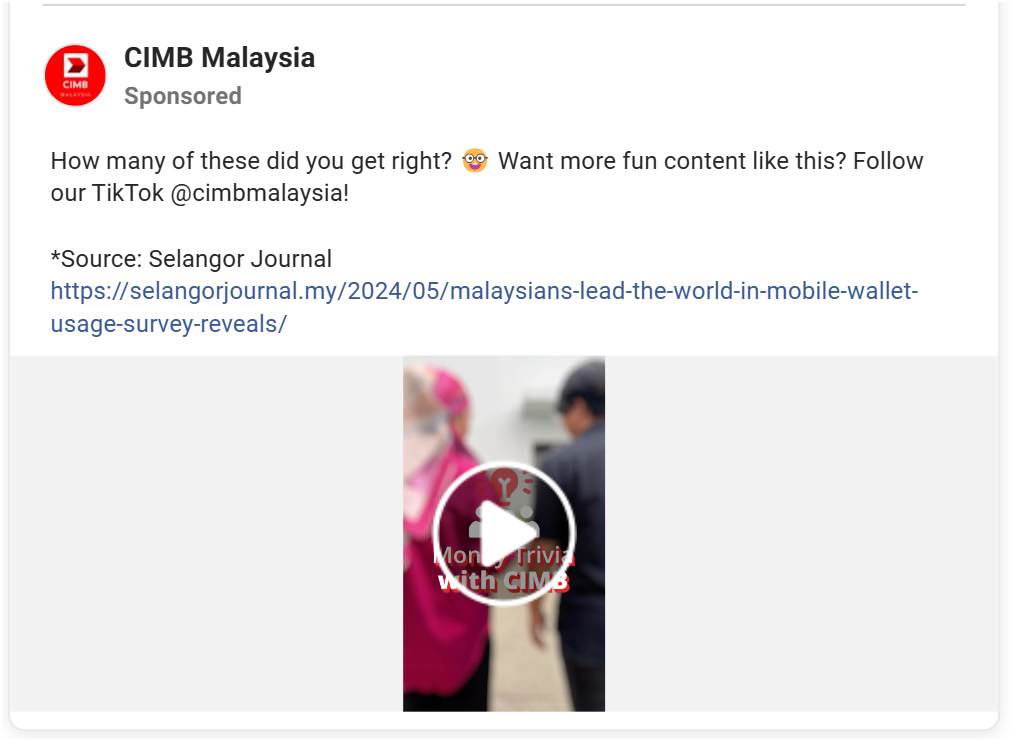 CIMB
MALAYSIA
CIMB Malaysia
Sponsored
How many of these did you get right? 🤓 Want more fun content like this? Follow
our TikTok @cimbmalaysia!
*Source: Selangor Journal
https://selangorjournal.my/2024/05/malaysians-lead-the-world-in-mobile-wallet-
usage-survey-reveals/
Money Trivia
with CIMB